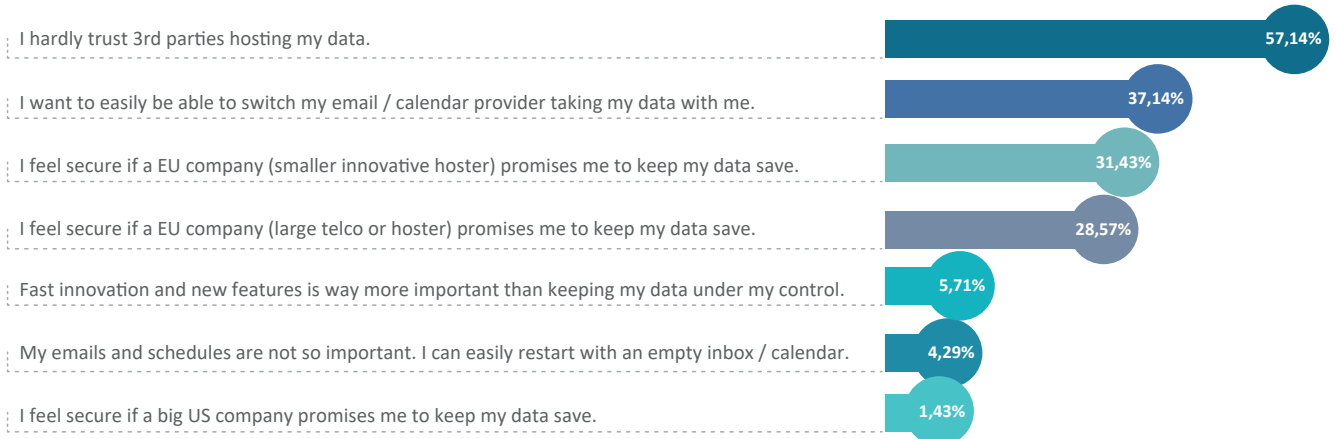 I hardly trust 3rd parties hosting my data.
57,14%
I want to easily be able to switch my email / calendar provider taking my data with me.
37,14%
I feel secure if a EU company (smaller innovative hoster) promises me to keep my data save.
31,43%
I feel secure if a EU company (large telco or hoster) promises me to keep my data save.
28,57%
Fast innovation and new features is way more important than keeping my data under my control.
5,71%
My emails and schedules are not so important. I can easily restart with an empty inbox / calendar.
4,29%
I feel secure if a big US company promises me to keep my data save.
1,43%